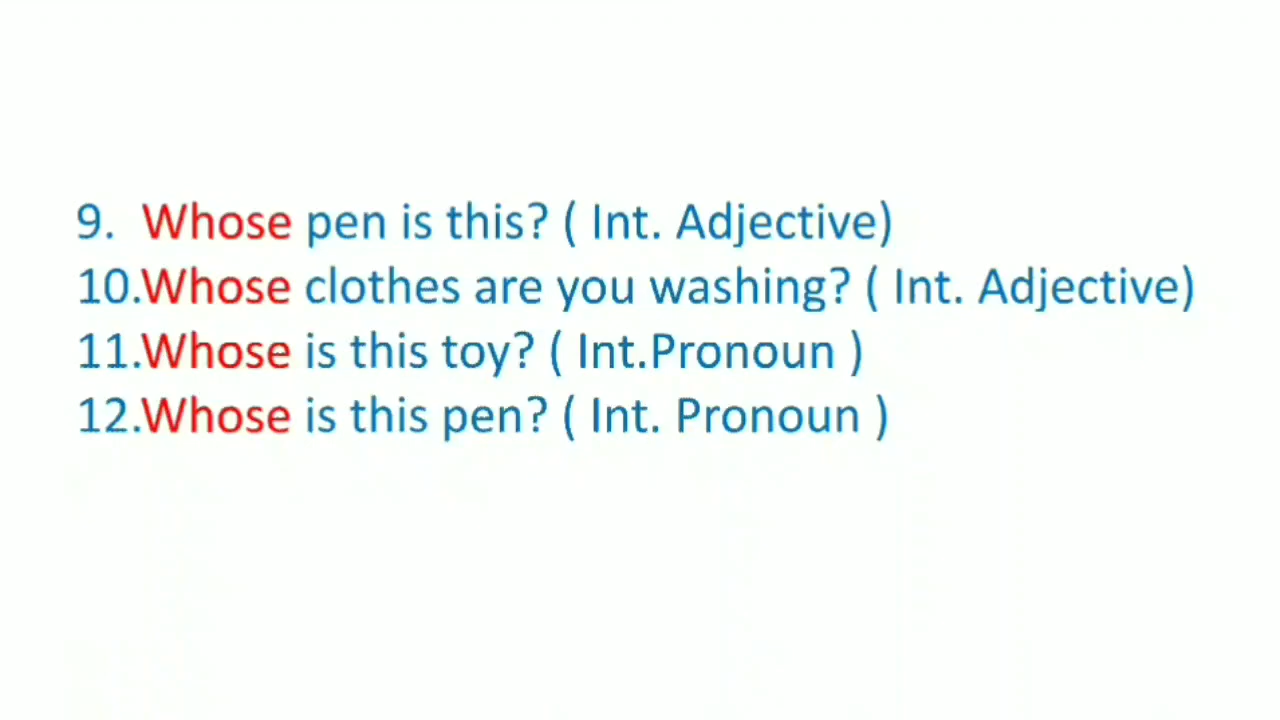 9.  Whose pen is this? ( Int. Adjective)
10.Whose clothes are you washing? ( Int. Adjective)
11.Whose is this toy? ( Int.Pronoun )
12.Whose is this pen? ( Int. Pronoun )